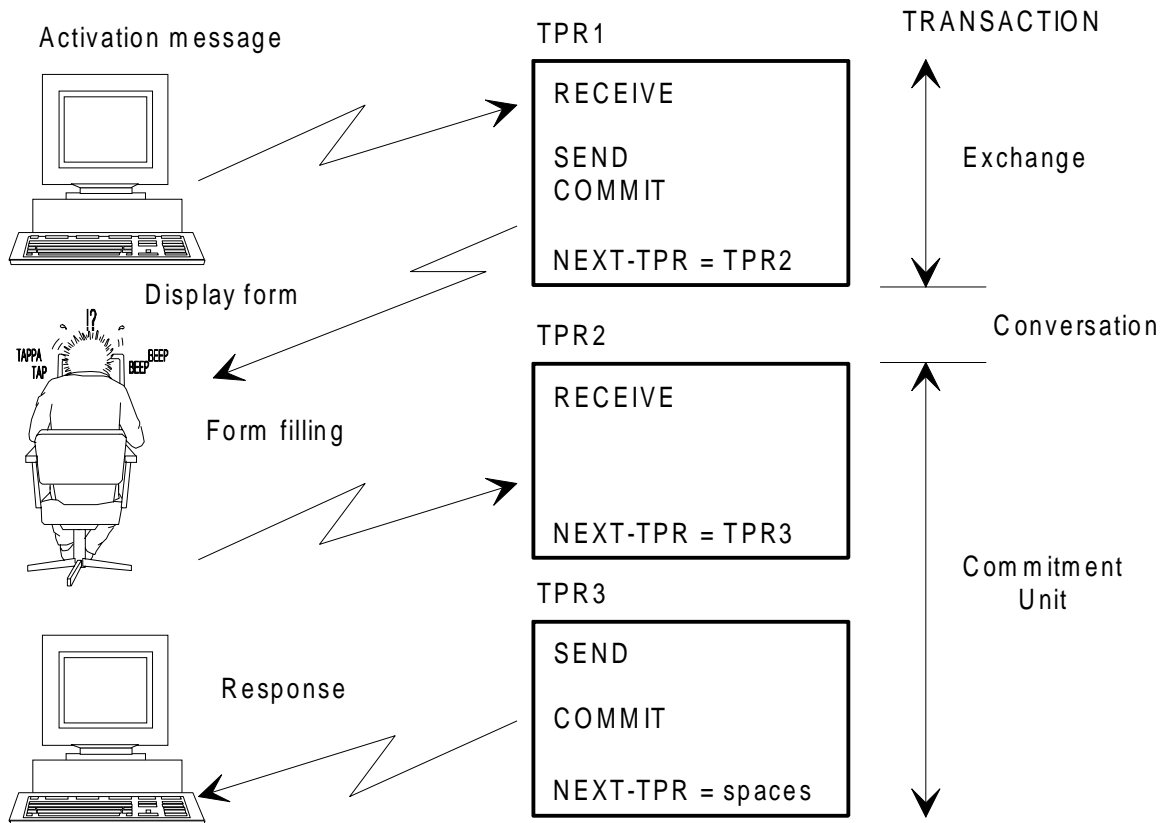 Activation message
TPR1
TRANSACTION
RECEIVE
SEND
COMMIT
NEXT-TPR = TPR2
Exchange
Display form
Conversation
!?
TAPPA
TAP
BEEP
BEEP
TPR2
RECEIVE
NEXT-TPR = TPR3
Form filling
Commitment
Unit
TPR3
SEND
COMMIT
NEXT-TPR = spaces
Response